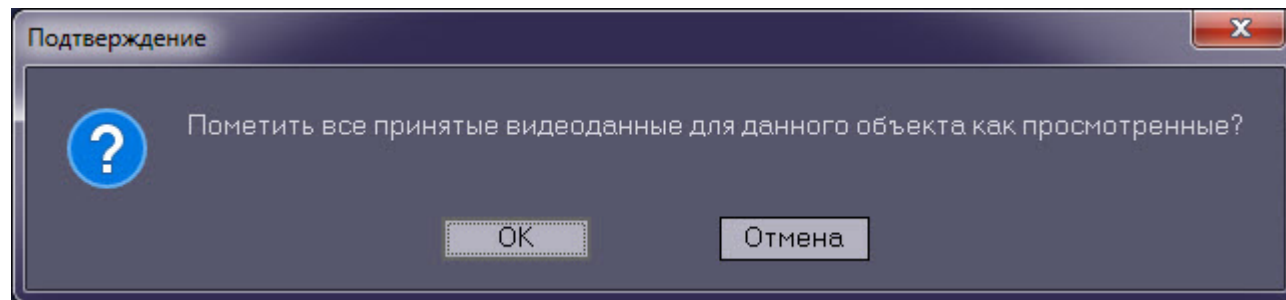 Подтверждение
Пометить все принятые видеоданные для данного объекта как просмотренные?
OK
Отмена